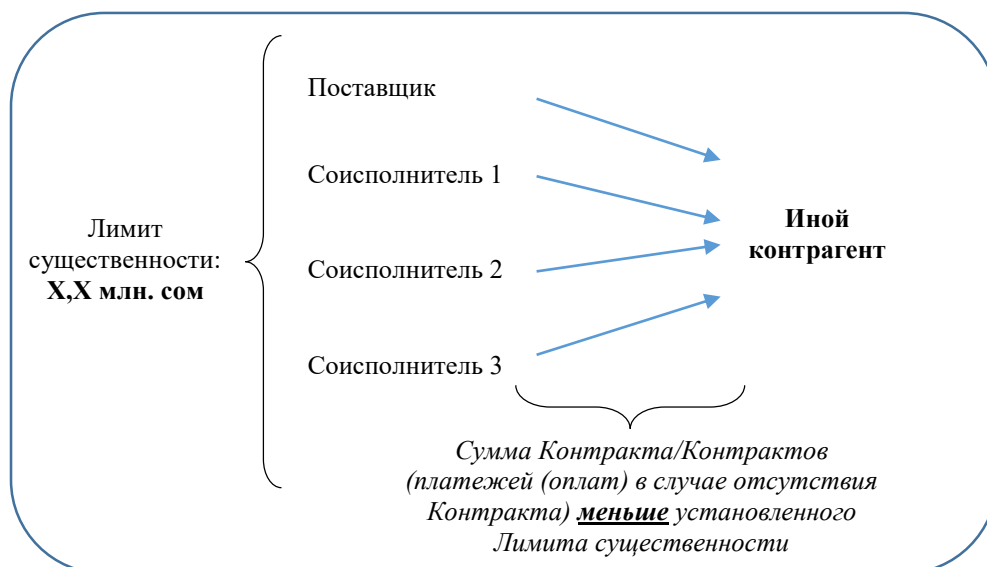 Поставщик
Соисполнитель 1
Лимит
существенности:
Х,Х млн. сом
Иной
контрагент
Соисполнитель 2
Соисполнитель 3
Сумма Контракта/Контрактов
(платежей (оплат) в случае отсутствия
Контракта) меньше установленного
Лимита существенности